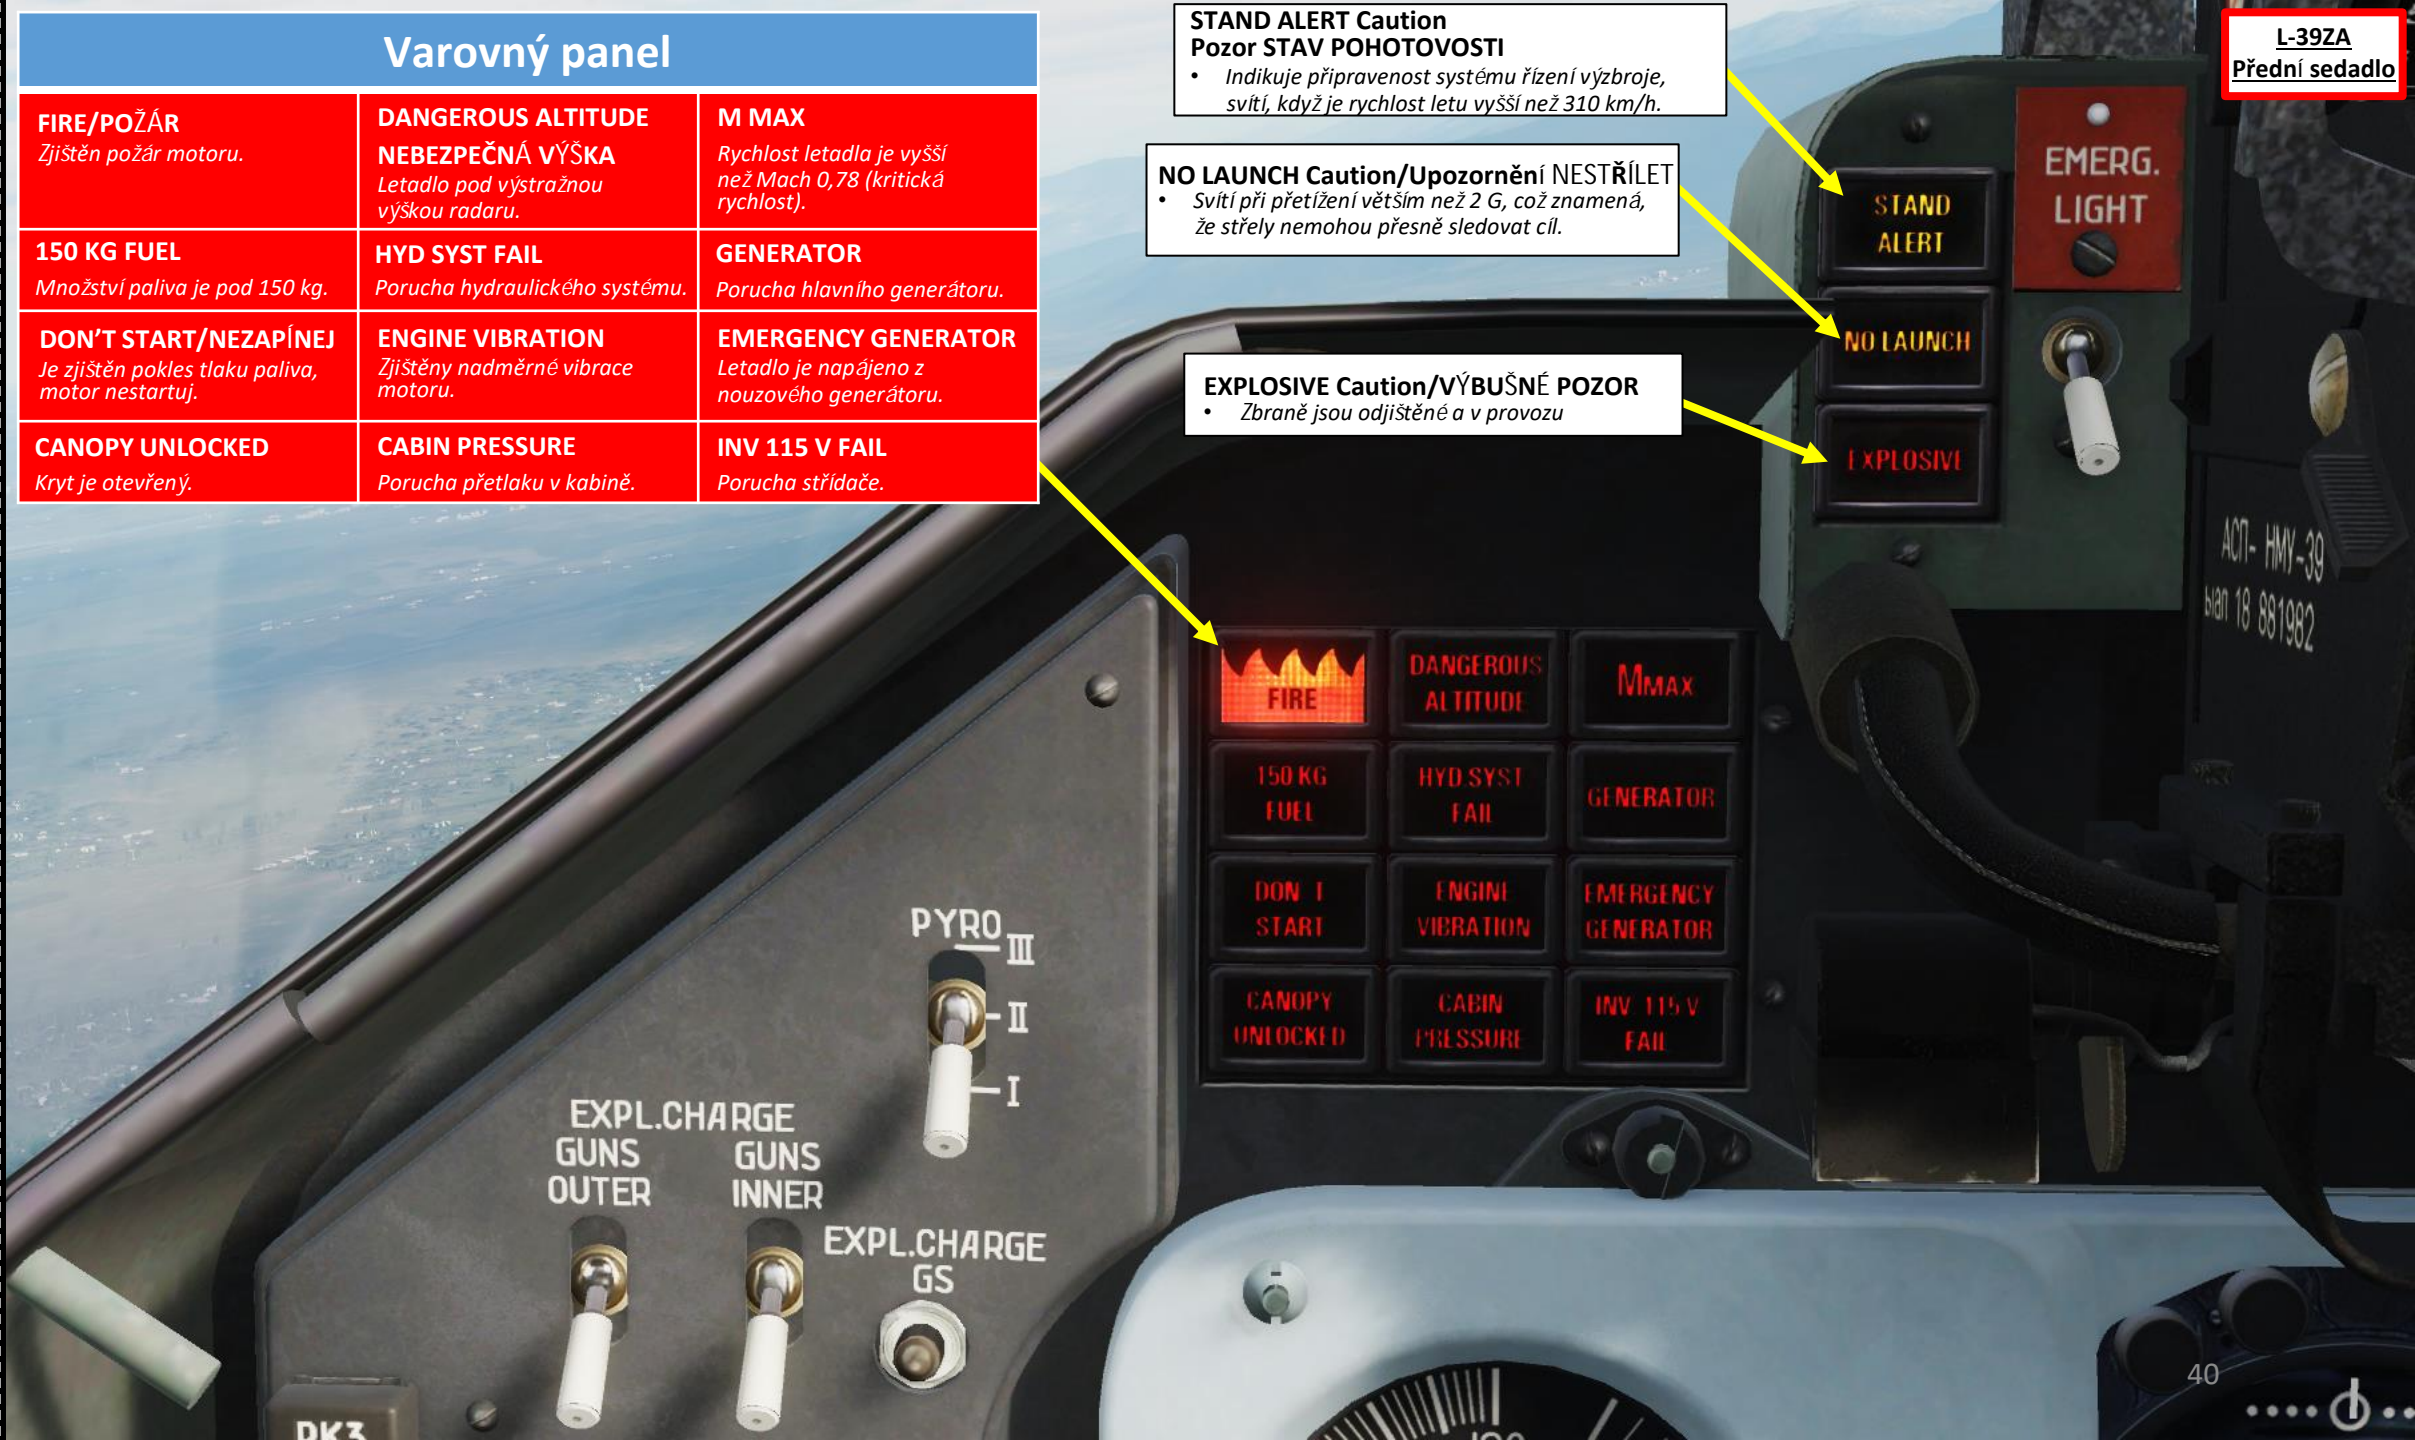 Varovný panel
FIRE/POŽÁR
Zjištěn požár motoru.
DANGEROUS ALTITUDE
NEBEZPEČNÁ VÝŠKA
Letadlo pod výstražnou
výškou radaru.
M MAX
Rychlost letadla je vyšší
než Mach 0,78 (kritická
rychlost).
150 KG FUEL
Množství paliva je pod 150 kg.
HYD SYST FAIL
Porucha hydraulického systému.
GENERATOR
Porucha hlavního generátoru.
DON'T START/NEZAPÍNEJ
Je zjištěn pokles tlaku paliva,
motor nestartuj.
ENGINE VIBRATION
Zjištěny nadměrné vibrace
motoru.
EMERGENCY GENERATOR
Letadlo je napájeno z
nouzového generátoru.
CANOPY UNLOCKED
Kryt je otevřený.
CABIN PRESSURE
Porucha přetlaku v kabině.
INV 115 V FAIL
Porucha střídače.
STAND ALERT Caution
Pozor STAV POHOTOVOSTI
• Indikuje připravenost systému řízení výzbroje,
svítí, když je rychlost letu vyšší než 310 km/h.
NO LAUNCH Caution/Upozornění NESTŘÍLET
• Svítí při přetížení větším než 2 G, což znamená,
že střely nemohou přesně sledovat cíl.
EXPLOSIVE Caution/VÝBUŠNÉ POZOR
• Zbraně jsou odjištěné a v provozu
L-39ZA
Přední sedadlo
EMERG.
LIGHT
STAND
ALERT
NO LAUNCH
EXPLOSIVE
АСП- НМУ-39
18 881982
FIRE
DANGEROUS
ALTITUDE
MMAX
150 KG
FUEL
HYD.SYST
FAIL
GENERATOR
DON T
START
ENGINE
VIBRATION
EMERGENCY
GENERATOR
CANOPY
UNLOCKED
CABIN
PRESSURE
INV 115 V
FAIL
PYRO
III
II
I
EXPL.CHARGE
GUNS
OUTER
GUNS
INNER
EXPL.CHARGE
GS
40